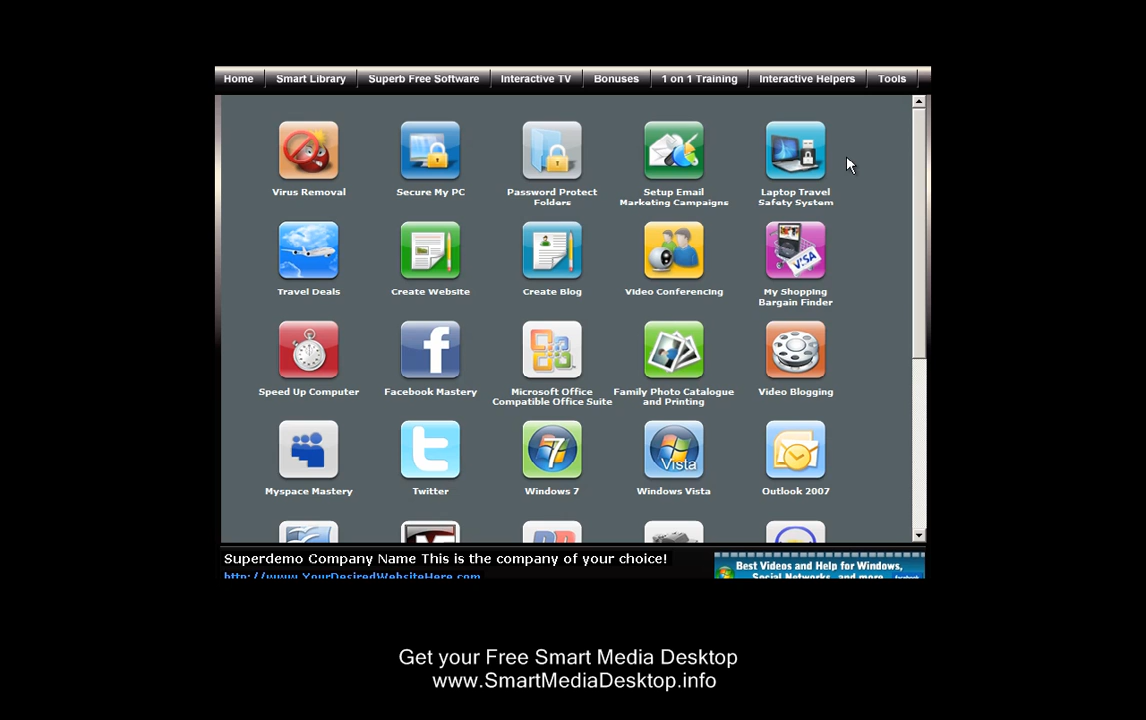 Home Smart Library Superb Free Software Interactive TV Bonuses 1 on 1 Training Interactive Helpers Tools
Virus Removal
Secure My PC
Password Protect
Folders
Setup Email
Marketing Campaigns
Laptop Travel
Safety System
VISA
Travel Deals
Create Website
Create Blog
Video Conferencing
My Shopping
Bargain Finder
Speed Up Computer
Facebook Mastery
Microsoft Office
Compatible Office Suite
Family Photo Catalogue
and Printing
Video Blogging
7
Vista
Myspace Mastery
Twitter
Windows 7
Windows Vista
Outlook 2007
Superdemo Company Name This is the company of your choice!
http://www.YourDesiredWebsiteHere.com
Best Videos and Help for Windows,
Social Networks, and more
Get your Free Smart Media Desktop
www.SmartMediaDesktop.info